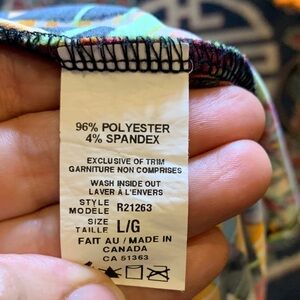 96% POLYESTER
4% SPANDEX
EXCLUSIVE OF TRIM
GARNITURE NON COMPRISES
WASH INSIDE OUT
LAVER À L'ENVERS
STYLE
MODÈLE R21263
SIZE
TAILLE L/G
FAIT AU / MADE IN
CANADA
CA 51363